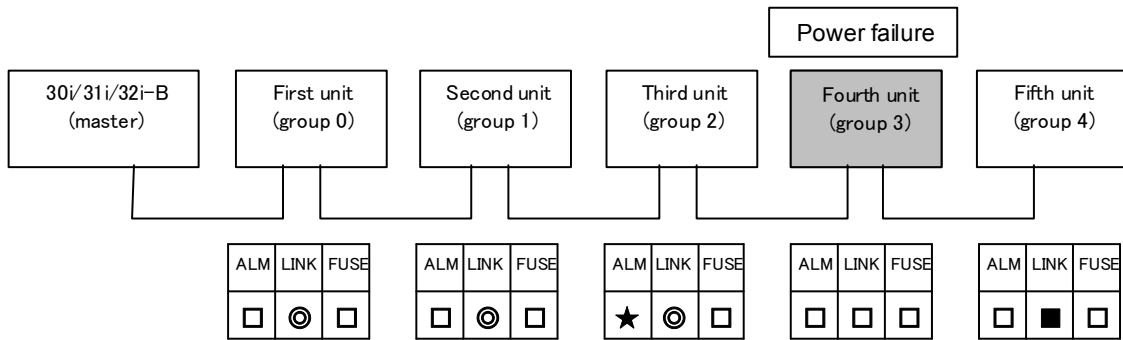 Power failure
30i/31i/32i-B
(master)
First unit
(group 0)
Second unit
(group 1)
Third unit
(group 2)
Fourth unit
(group 3)
Fifth unit
(group 4)
ALM LINK FUSE
□ ◎ □
ALM LINK FUSE
□ ◎ □
ALM LINK FUSE
★ ◎ □
ALM LINK FUSE
□ □ □
ALM LINK FUSE
□ ■ □